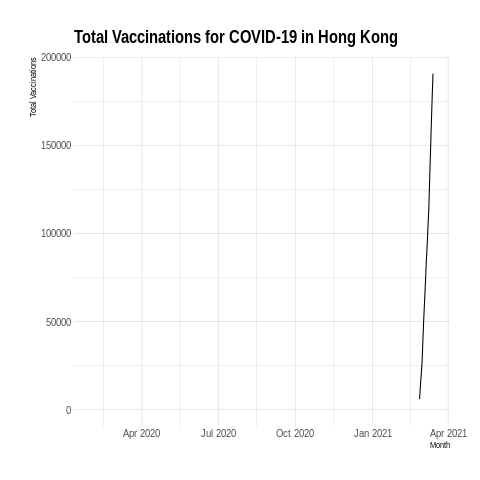 Total Vaccinations for COVID-19 in Hong Kong
Total Vaccinations
200000
150000
100000
50000
0
Apr 2020 Jul 2020 Oct 2020 Jan 2021 Apr 2021
Month